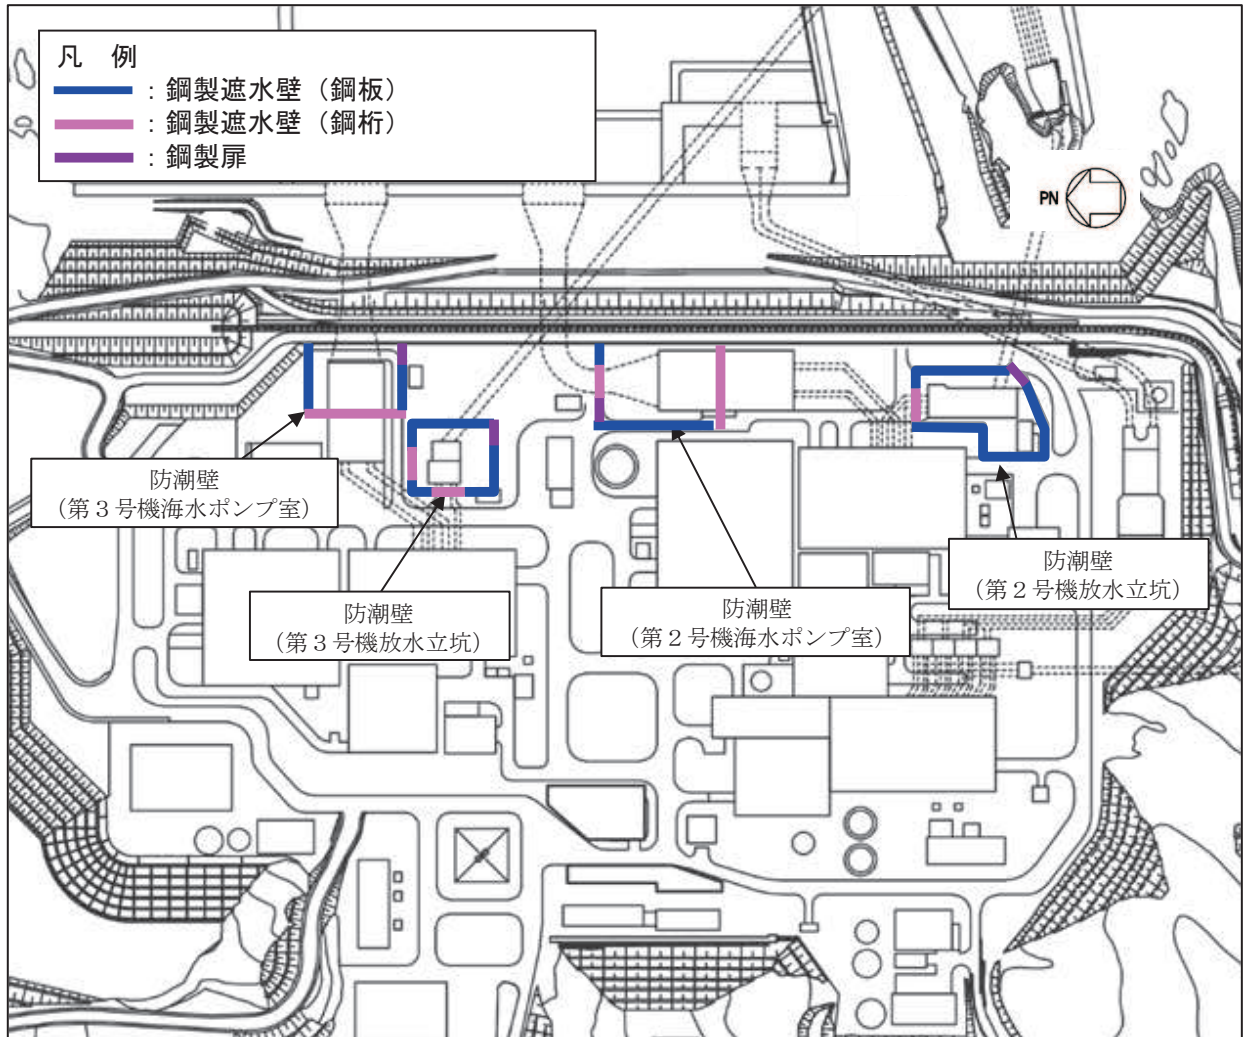 凡　例
：鋼製遮水壁（鋼板）
：鋼製遮水壁（鋼桁）
：鋼製扉
PN
防潮壁
（第３号機海水ポンプ室）
防潮壁
（第３号機放水立坑）
防潮壁
（第２号機海水ポンプ室）
防潮壁
（第２号機放水立坑）